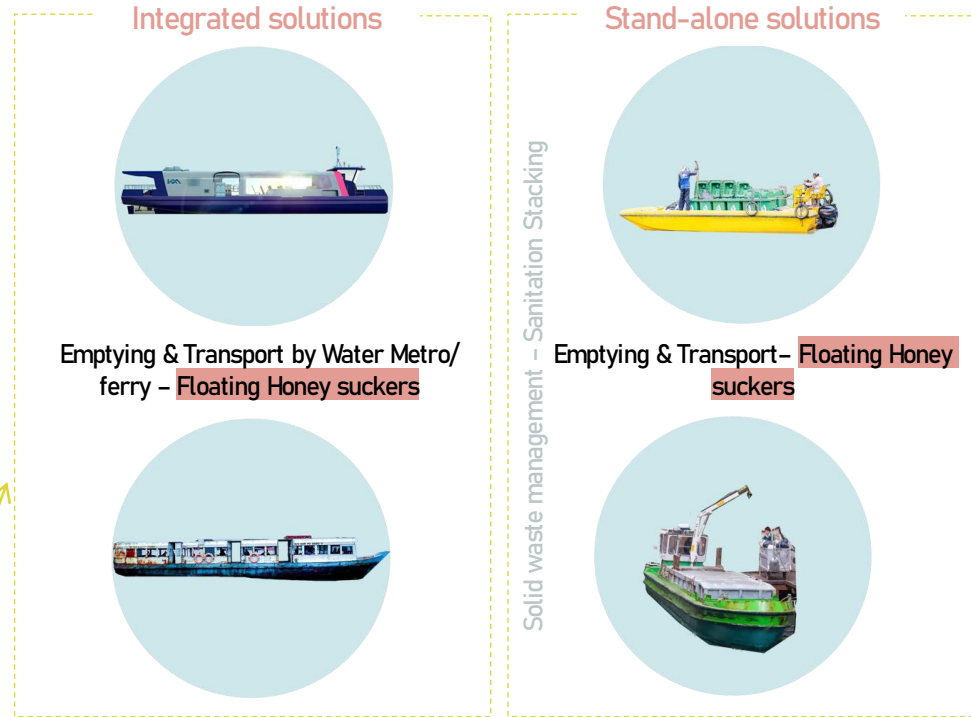 Integrated solutions
Emptying & Transport by Water Metro/
ferry – Floating Honey suckers
Stand-alone solutions
Solid waste management – Sanitation Stacking
Emptying & Transport– Floating Honey
suckers